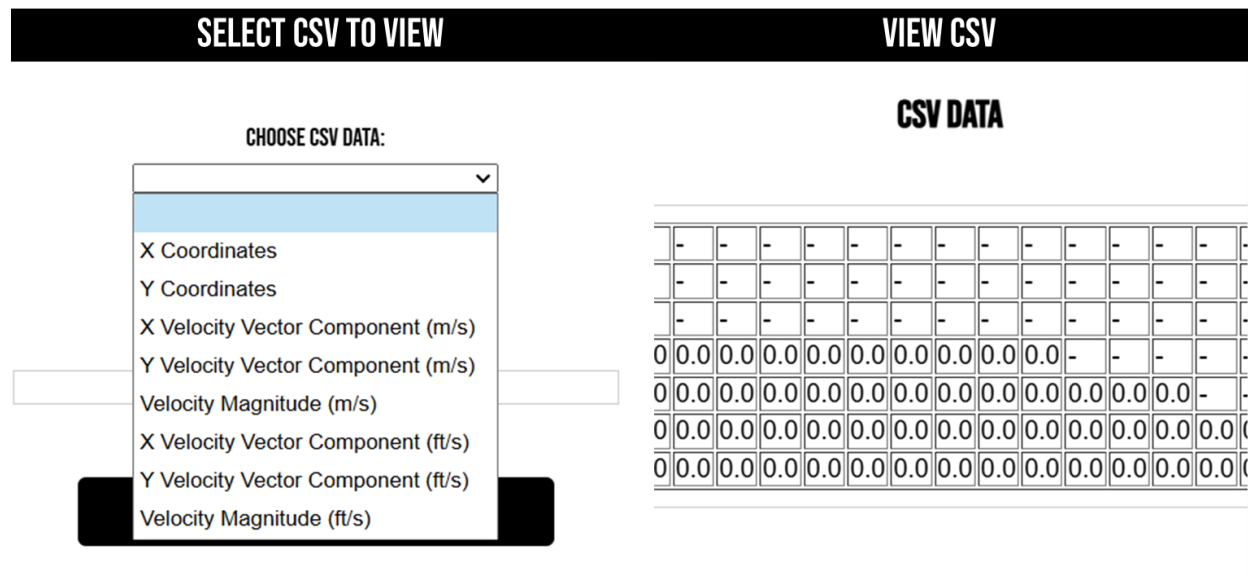 SELECT CSV TO VIEW
CHOOSE CSV DATA:
X Coordinates
Y Coordinates
X Velocity Vector Component (m/s)
Y Velocity Vector Component (m/s)
Velocity Magnitude (m/s)
X Velocity Vector Component (ft/s)
Y Velocity Vector Component (ft/s)
Velocity Magnitude (ft/s)
VIEW CSV
CSV DATA
- - - - - - - - - - - - - -
- - - - - - - - - - - - - -
- - - - - - - - - - - - - -
0 0.0 0.0 0.0 0.0 0.0 0.0 0.0 0.0 0.0 - - - - -
0 0.0 0.0 0.0 0.0 0.0 0.0 0.0 0.0 0.0 0.0 0.0 0.0 - -
0 0.0 0.0 0.0 0.0 0.0 0.0 0.0 0.0 0.0 0.0 0.0 0.0 0.0
0 0.0 0.0 0.0 0.0 0.0 0.0 0.0 0.0 0.0 0.0 0.0 0.0 0.0